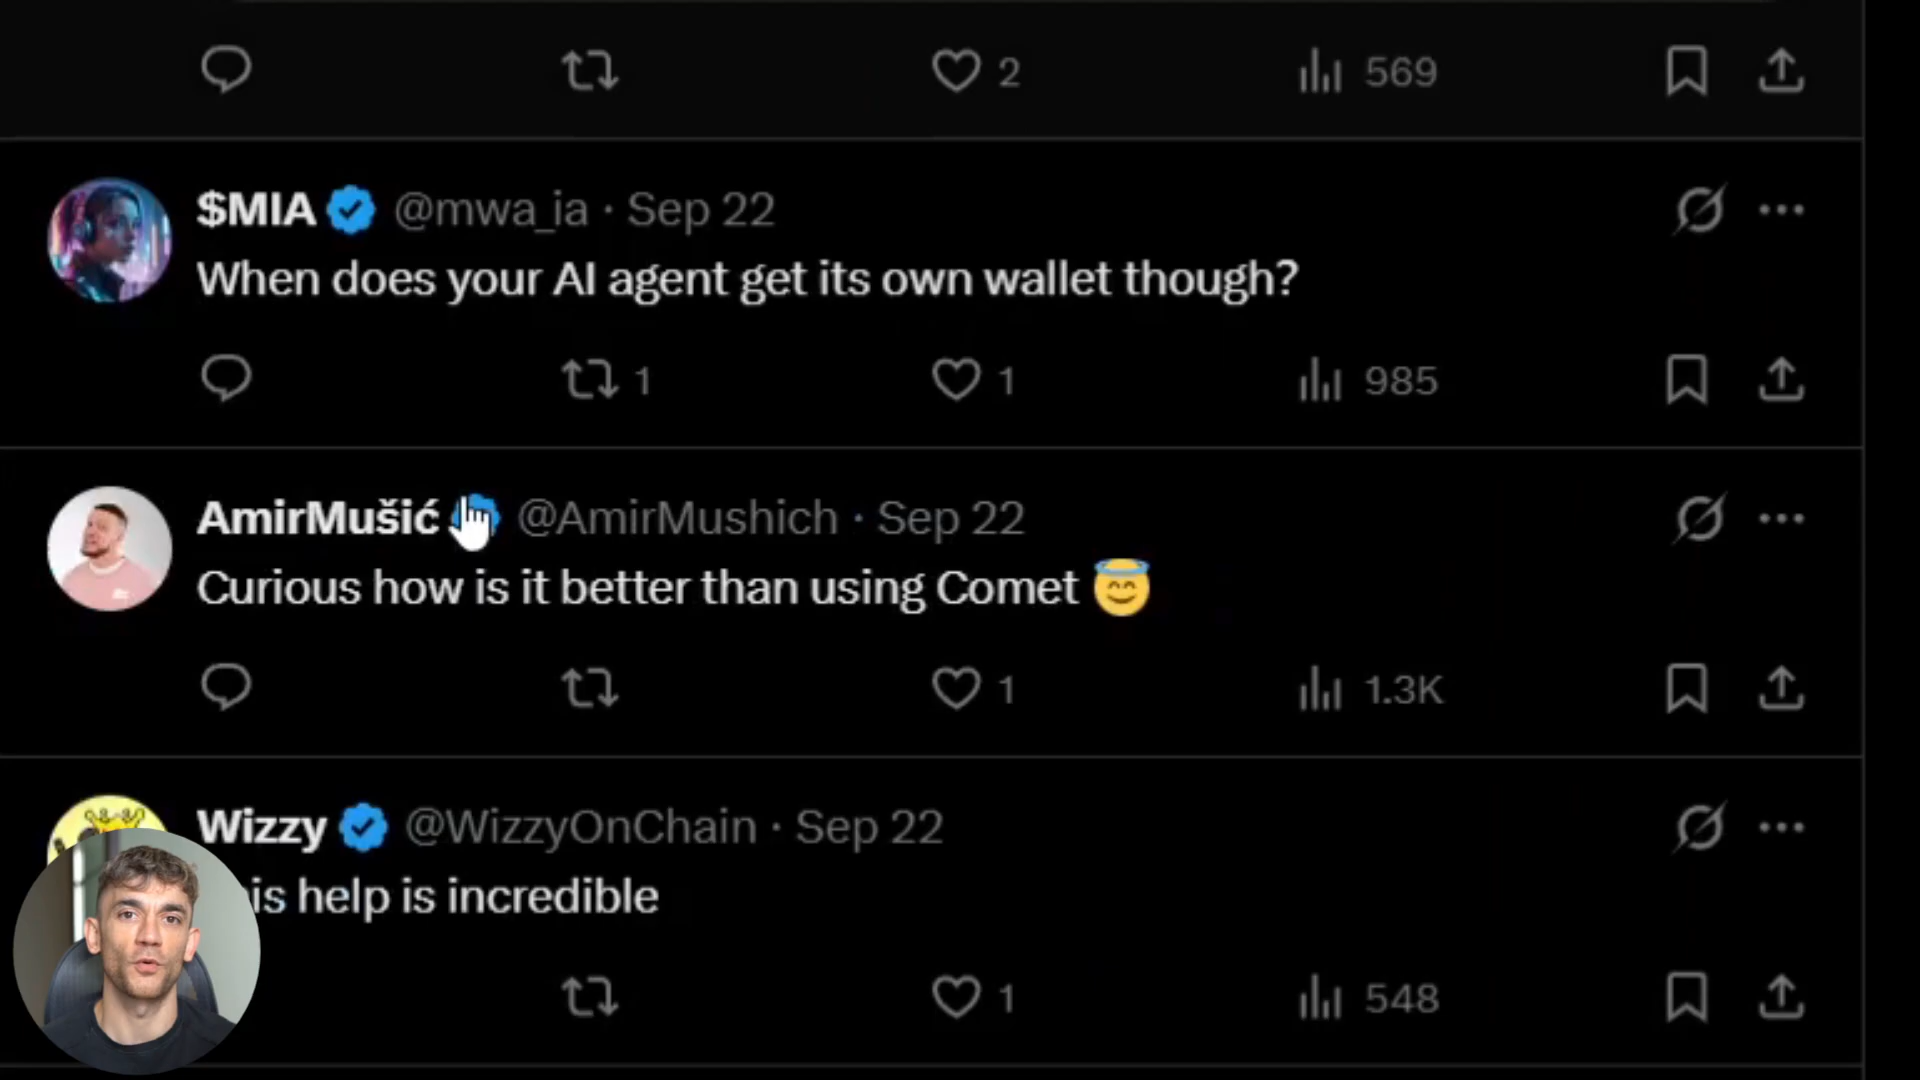 2 569
$MIA @mwa_ia · Sep 22
When does your AI agent get its own wallet though?
1 1 985
AmirMušić @AmirMushich · Sep 22
Curious how is it better than using Comet 😇
1 1.3K
Wizzy @WizzyOnChain · Sep 22
is help is incredible
1 548